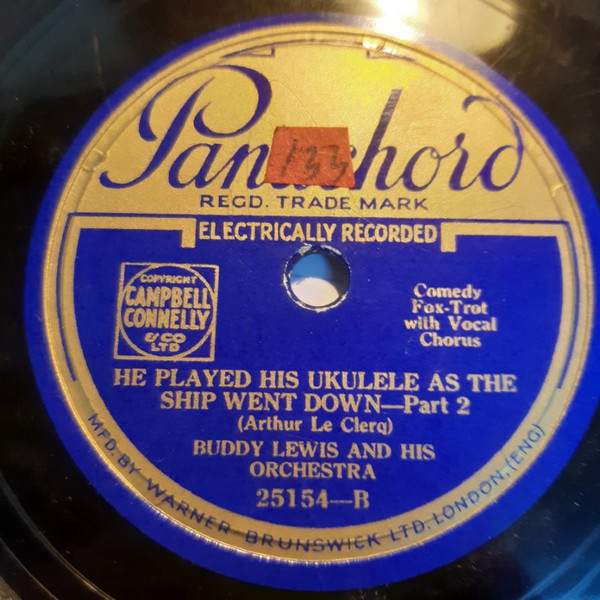 Panachord
133
REGD. TRADE MARK
ELECTRICALLY RECORDED
COPYRIGHT
CAMPBELL
CONNELLY
& CO
LTD
Comedy
Fox-Trot
with Vocal
Chorus
HE PLAYED HIS UKULELE AS THE
SHIP WENT DOWN—Part 2
(Arthur Le Clerq)
BUDDY LEWIS AND HIS
ORCHESTRA
25154—B
MFD. BY WARNER BRUNSWICK LTD. LONDON, (ENG)